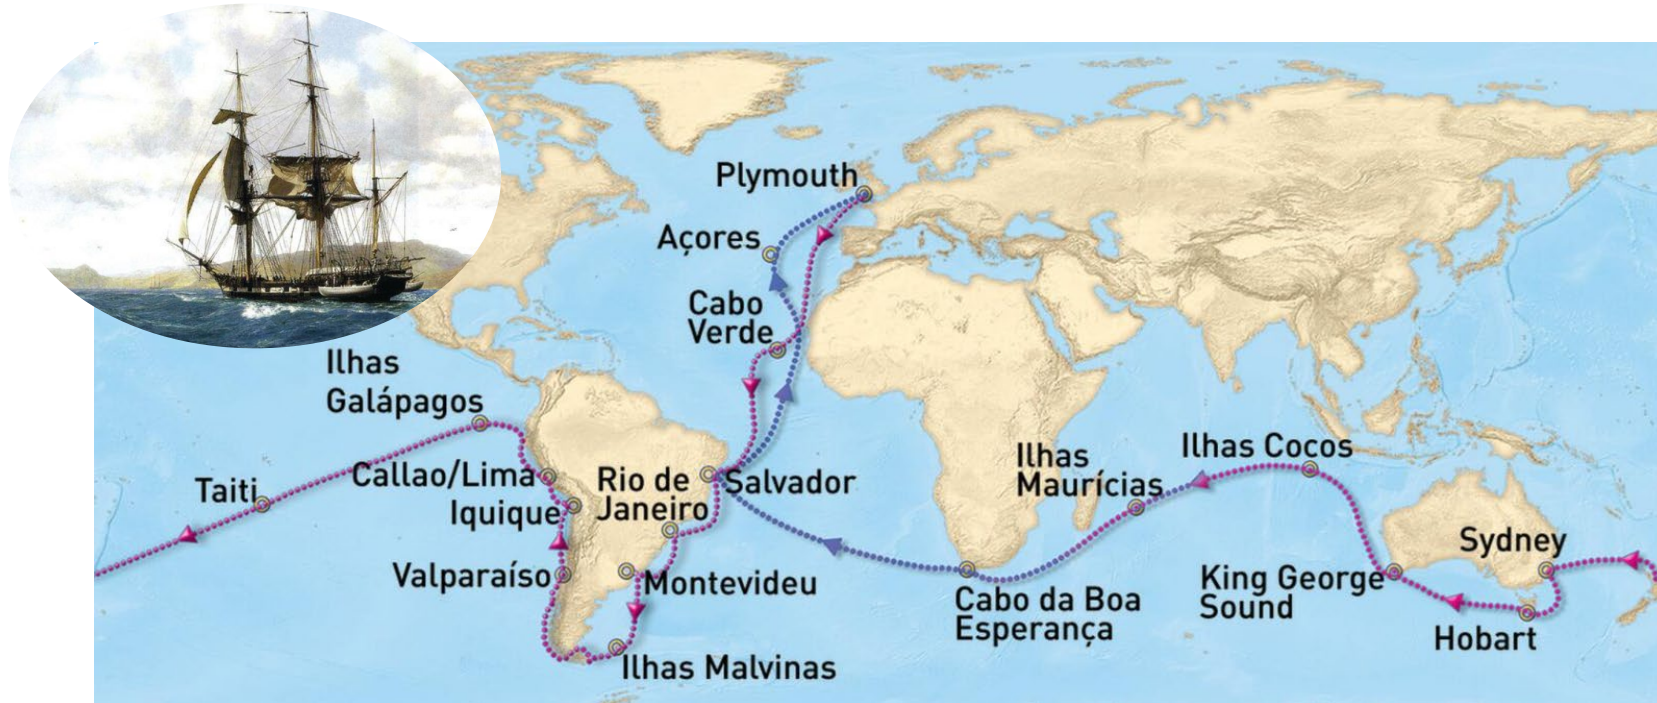 Plymouth
Açores
Cabo
Verde
Ilhas
Galápagos
Taiti
Callao/Lima
Iquique
Rio de
Janeiro
Salvador
Valparaíso
Montevideu
Ilhas Malvinas
Ilhas
Maurícias
Ilhas Cocos
Cabo da Boa
Esperança
King George
Sound
Sydney
Hobart